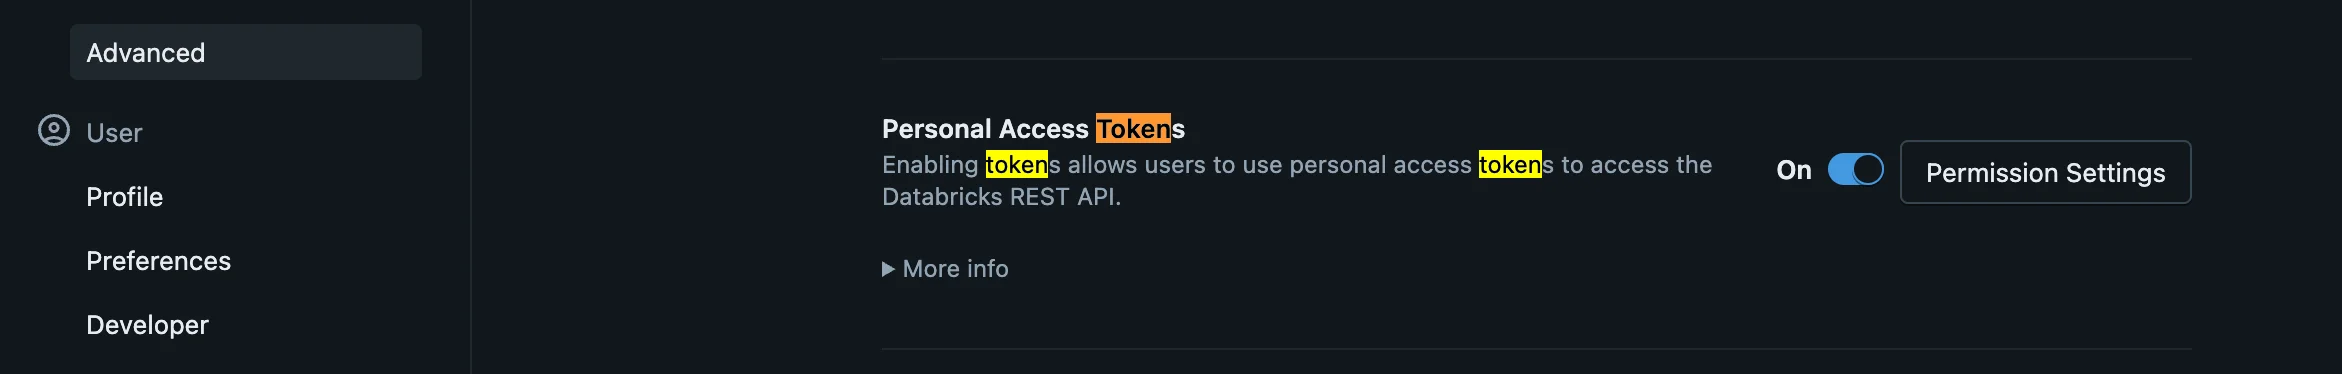 Advanced
User
Profile
Preferences
Developer
Personal Access Tokens
Enabling tokens allows users to use personal access tokens to access the
Databricks REST API.
More info
On
Permission Settings